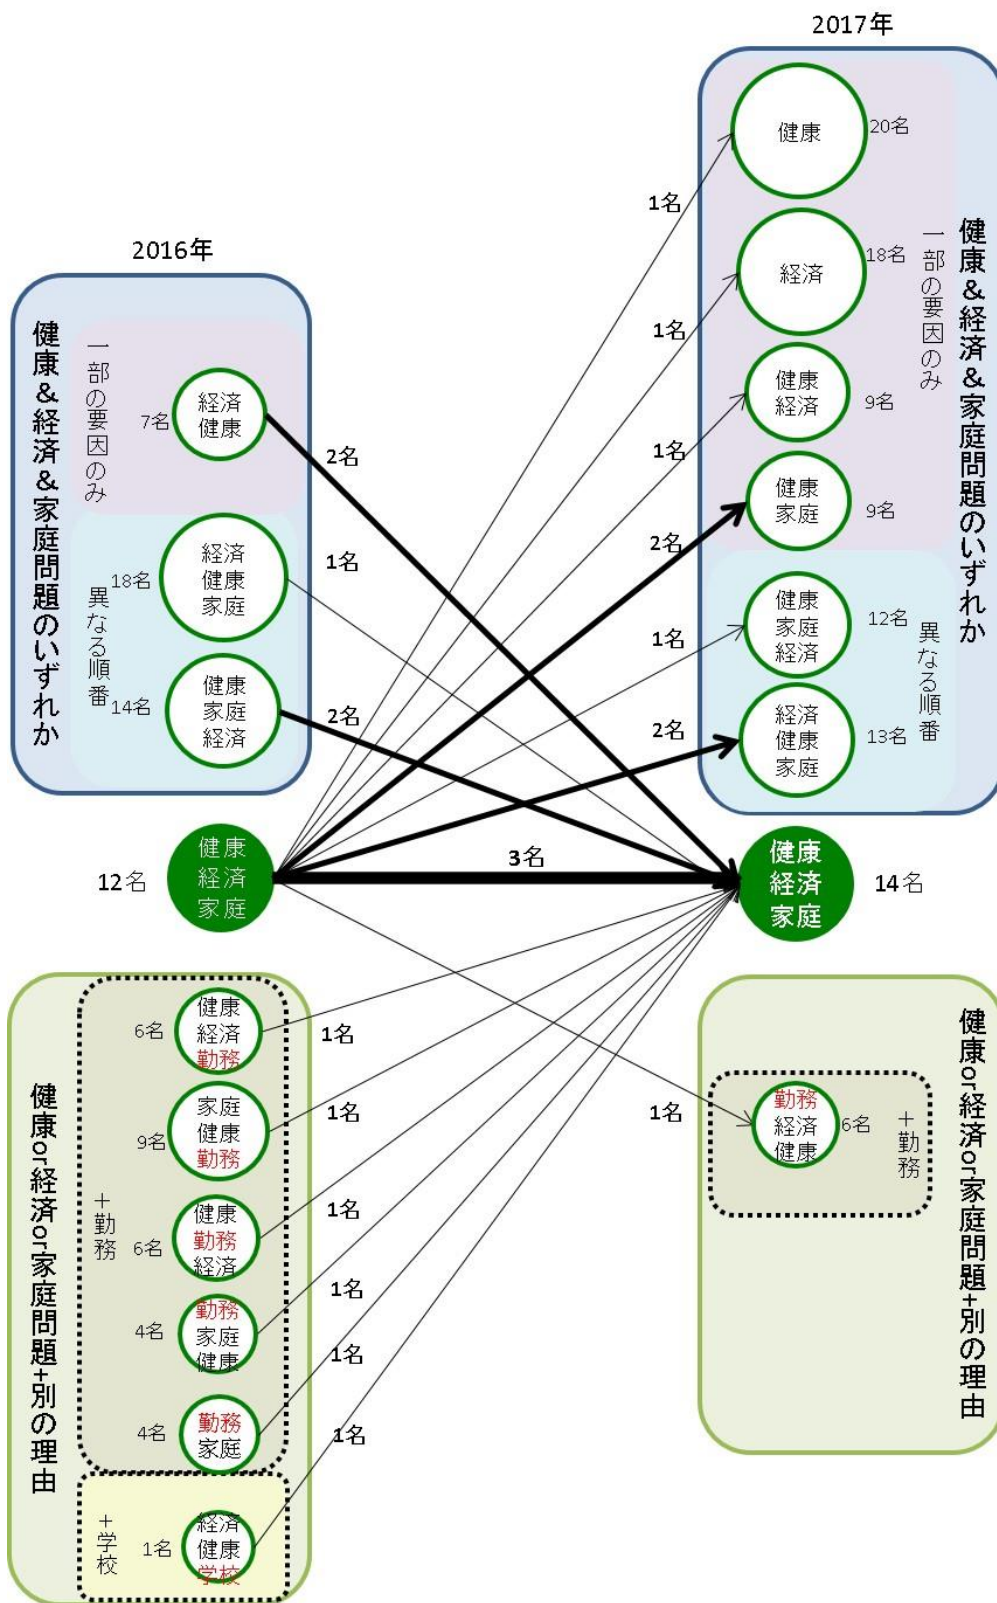 2017年
健康
20名
経済
18名
健康
経済
9名
健康
家庭
9名
健康
家庭
経済
12名
経済
健康
家庭
13名
一部の要因のみ
異なる順番
健康&経済&家庭問題のいずれか
2016年
健康&経済&家庭問題のいずれか
一部の要因のみ
異なる順番
7名
経済
健康
18名
経済
健康
家庭
14名
健康
家庭
経済
1名
1名
1名
2名
1名
2名
2名
1名
2名
3名
12名
健康
経済
家庭
健康
経済
家庭
14名
健康or経済or家庭問題+別の理由
+勤務
6名
健康
経済
勤務
9名
家庭
健康
勤務
6名
健康
勤務
経済
4名
勤務
家庭
健康
4名
勤務
家庭
+学校
1名
経済
健康
学校
1名
1名
1名
1名
1名
1名
1名
勤務
経済
健康
6名
+勤務
健康or経済or家庭問題+別の理由